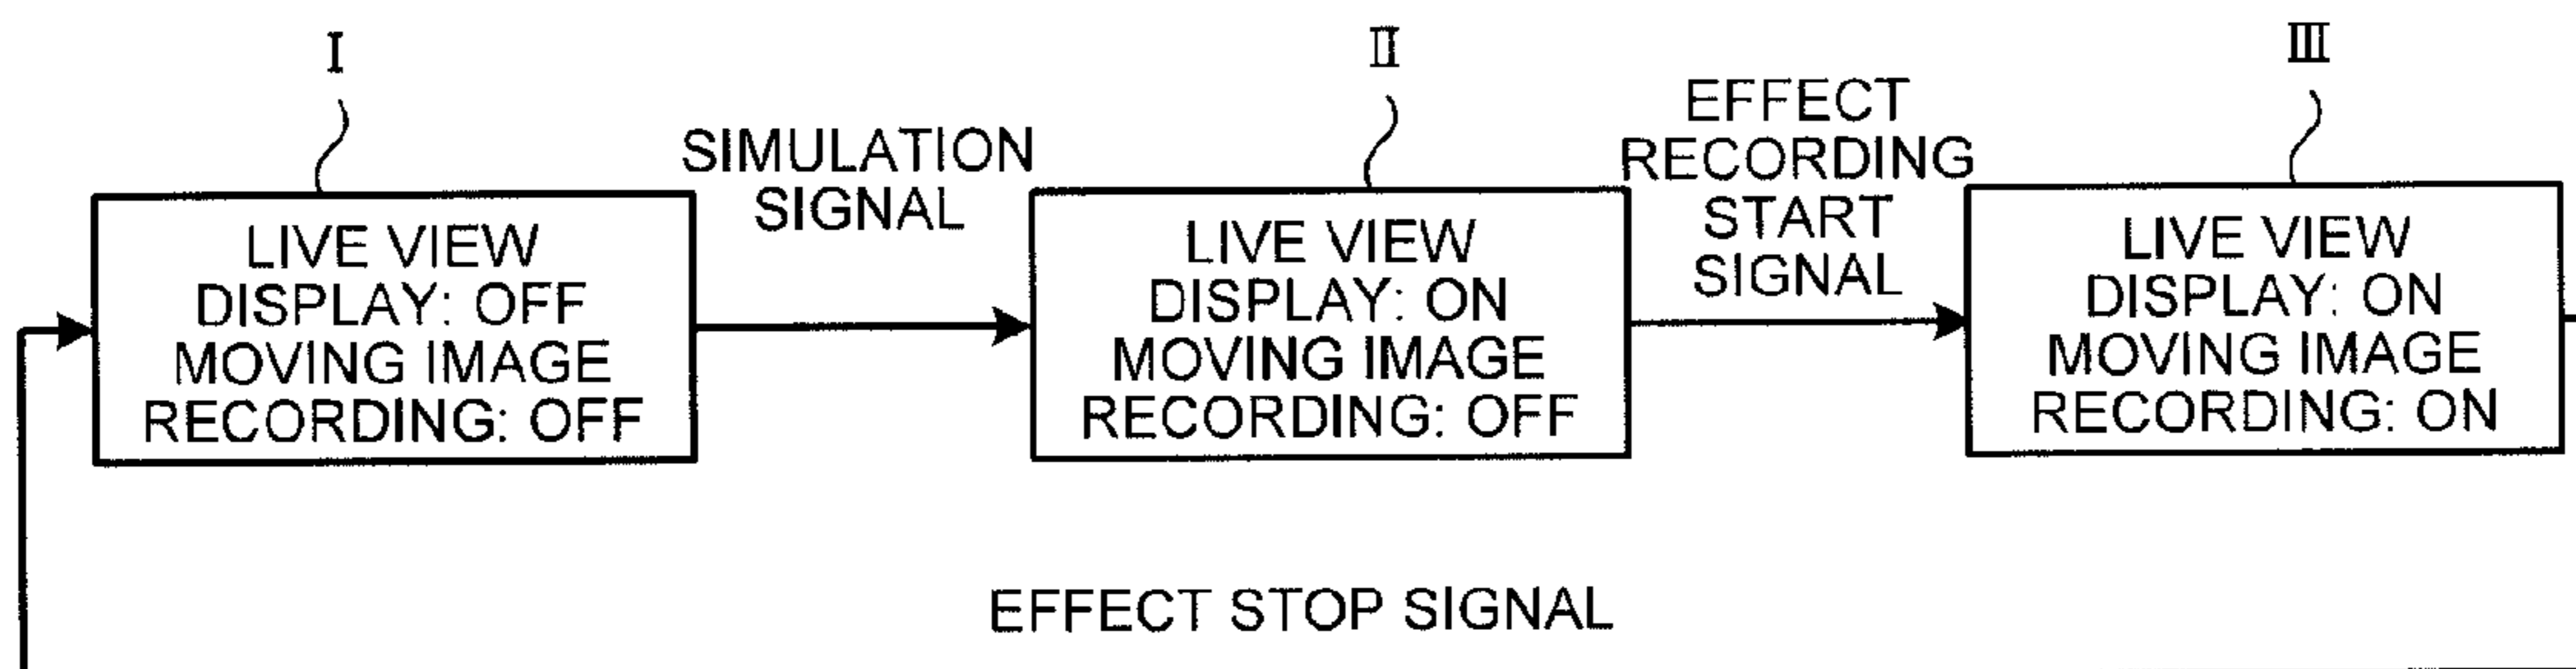 I
II
III
SIMULATION
SIGNAL
EFFECT
RECORDING
START
SIGNAL
LIVE VIEW
DISPLAY: OFF
MOVING IMAGE
RECORDING: OFF
LIVE VIEW
DISPLAY: ON
MOVING IMAGE
RECORDING: OFF
LIVE VIEW
DISPLAY: ON
MOVING IMAGE
RECORDING: ON
EFFECT STOP SIGNAL